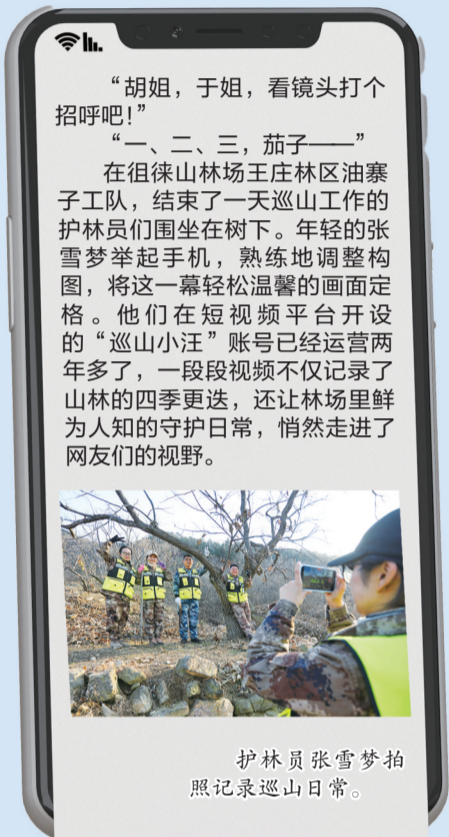 “胡姐，于姐，看镜头打个
招呼吧！”
“一、二、三，茄子——”
在徂徕山林场王庄林区油寨
子工队，结束了一天巡山工作的
护林员们围坐在树下。年轻的张
雪梦举起手机，熟练地调整构
图，将这一幕轻松温馨的画面定
格。他们在短视频平台开设
的“巡山小汪”账号已经运营两
年多了，一段段视频不仅记录了
山林的四季更迭，还让林场里鲜
为人知的守护日常，悄然走进了
网友们的视野。
护林员张雪梦拍
照记录巡山日常。